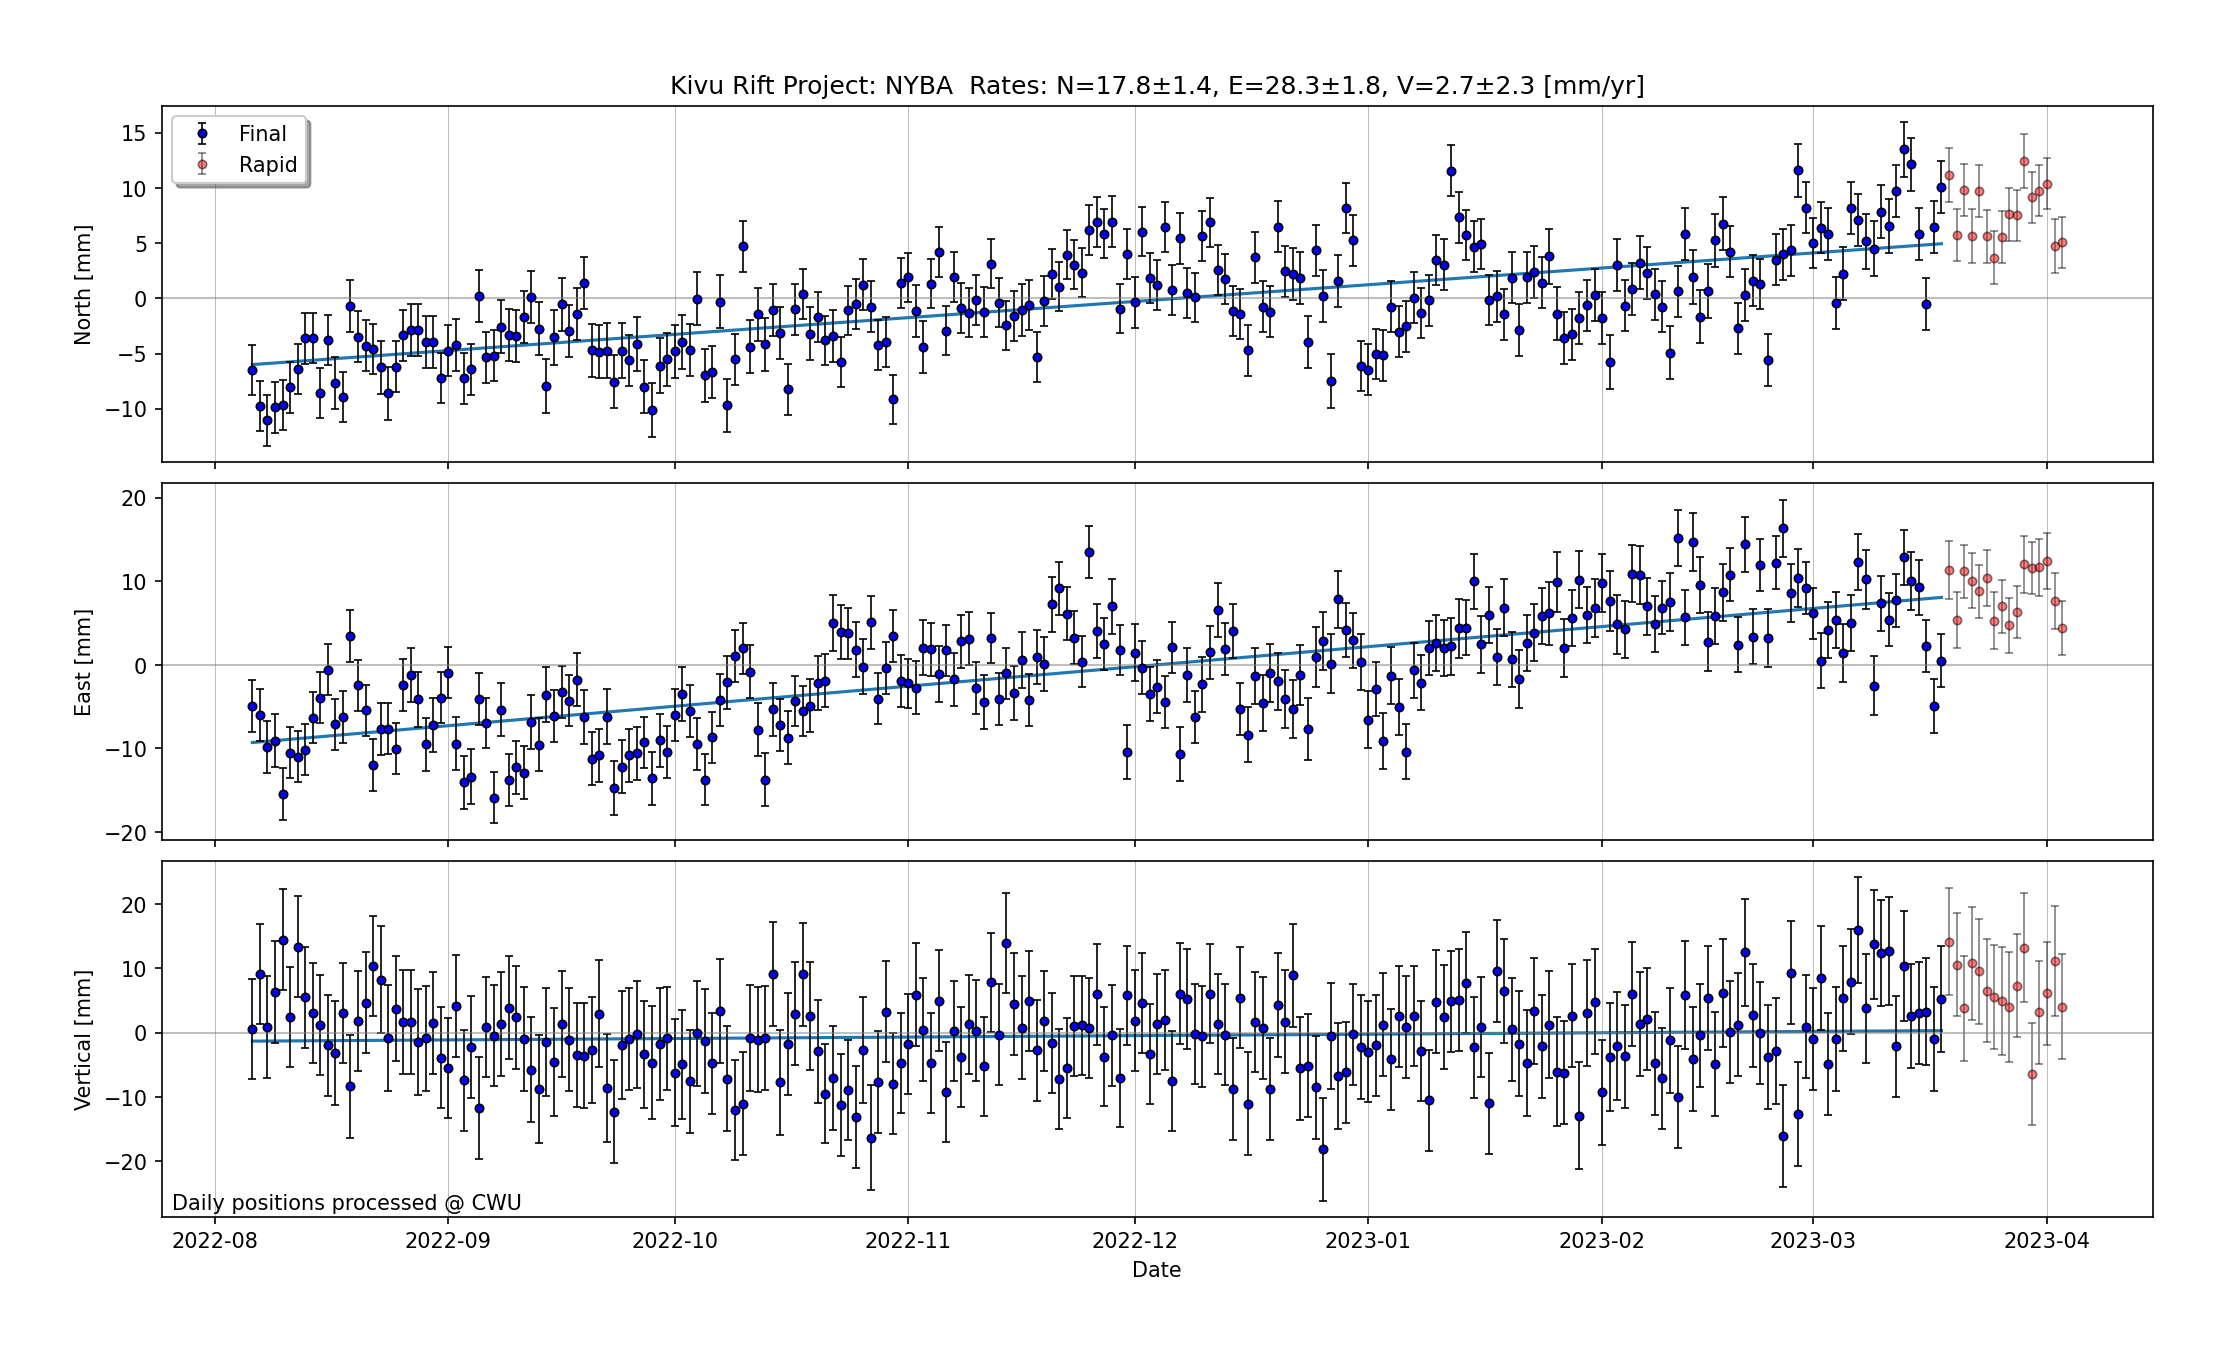 Kivu Rift Project: NYBA  Rates: N=17.8±1.4, E=28.3±1.8, V=2.7±2.3 [mm/yr]
Final
Rapid
North [mm]
15
10
5
0
−5
−10
East [mm]
20
10
0
−10
−20
Vertical [mm]
20
10
0
−10
−20
Daily positions processed @ CWU
2022-08 2022-09 2022-10 2022-11 2022-12 2023-01 2023-02 2023-03 2023-04
Date